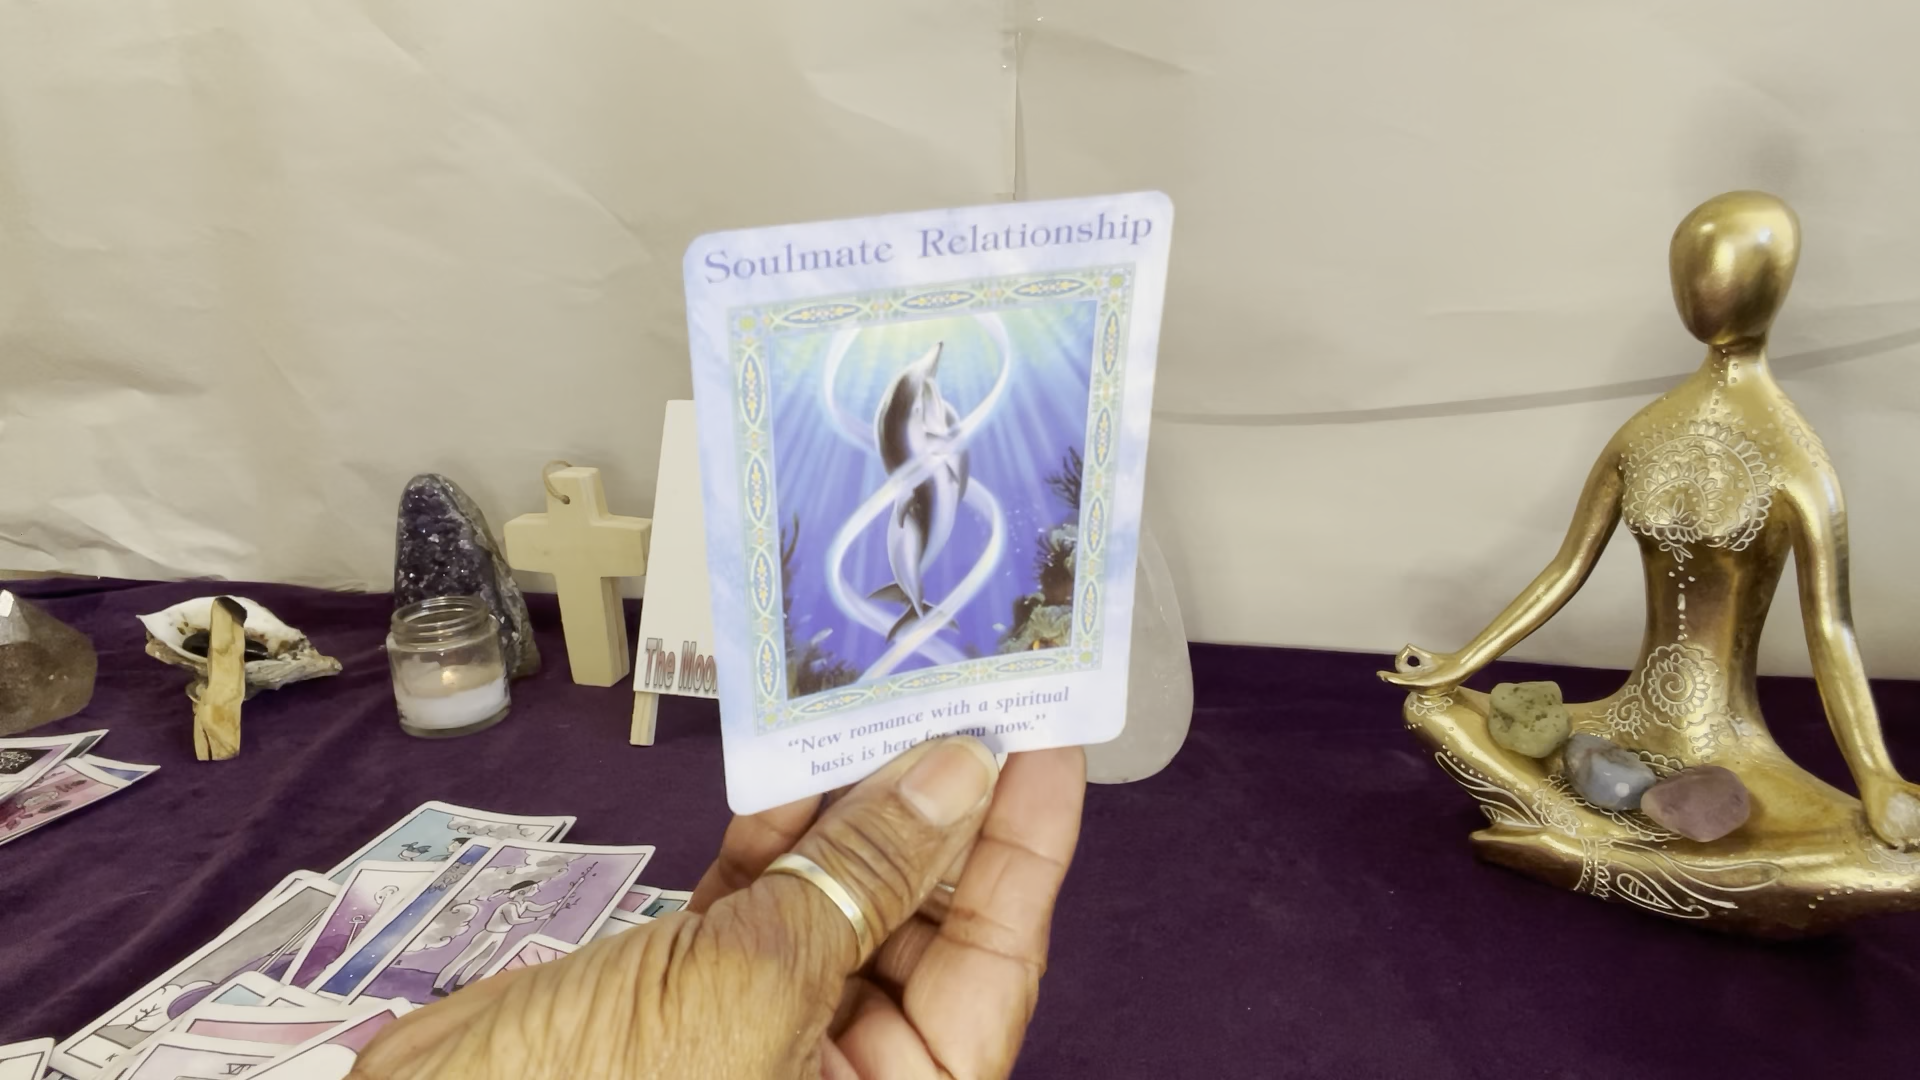 Soulmate Relationship
The Moo
"New romance with a spiritual
basis is here for you now."